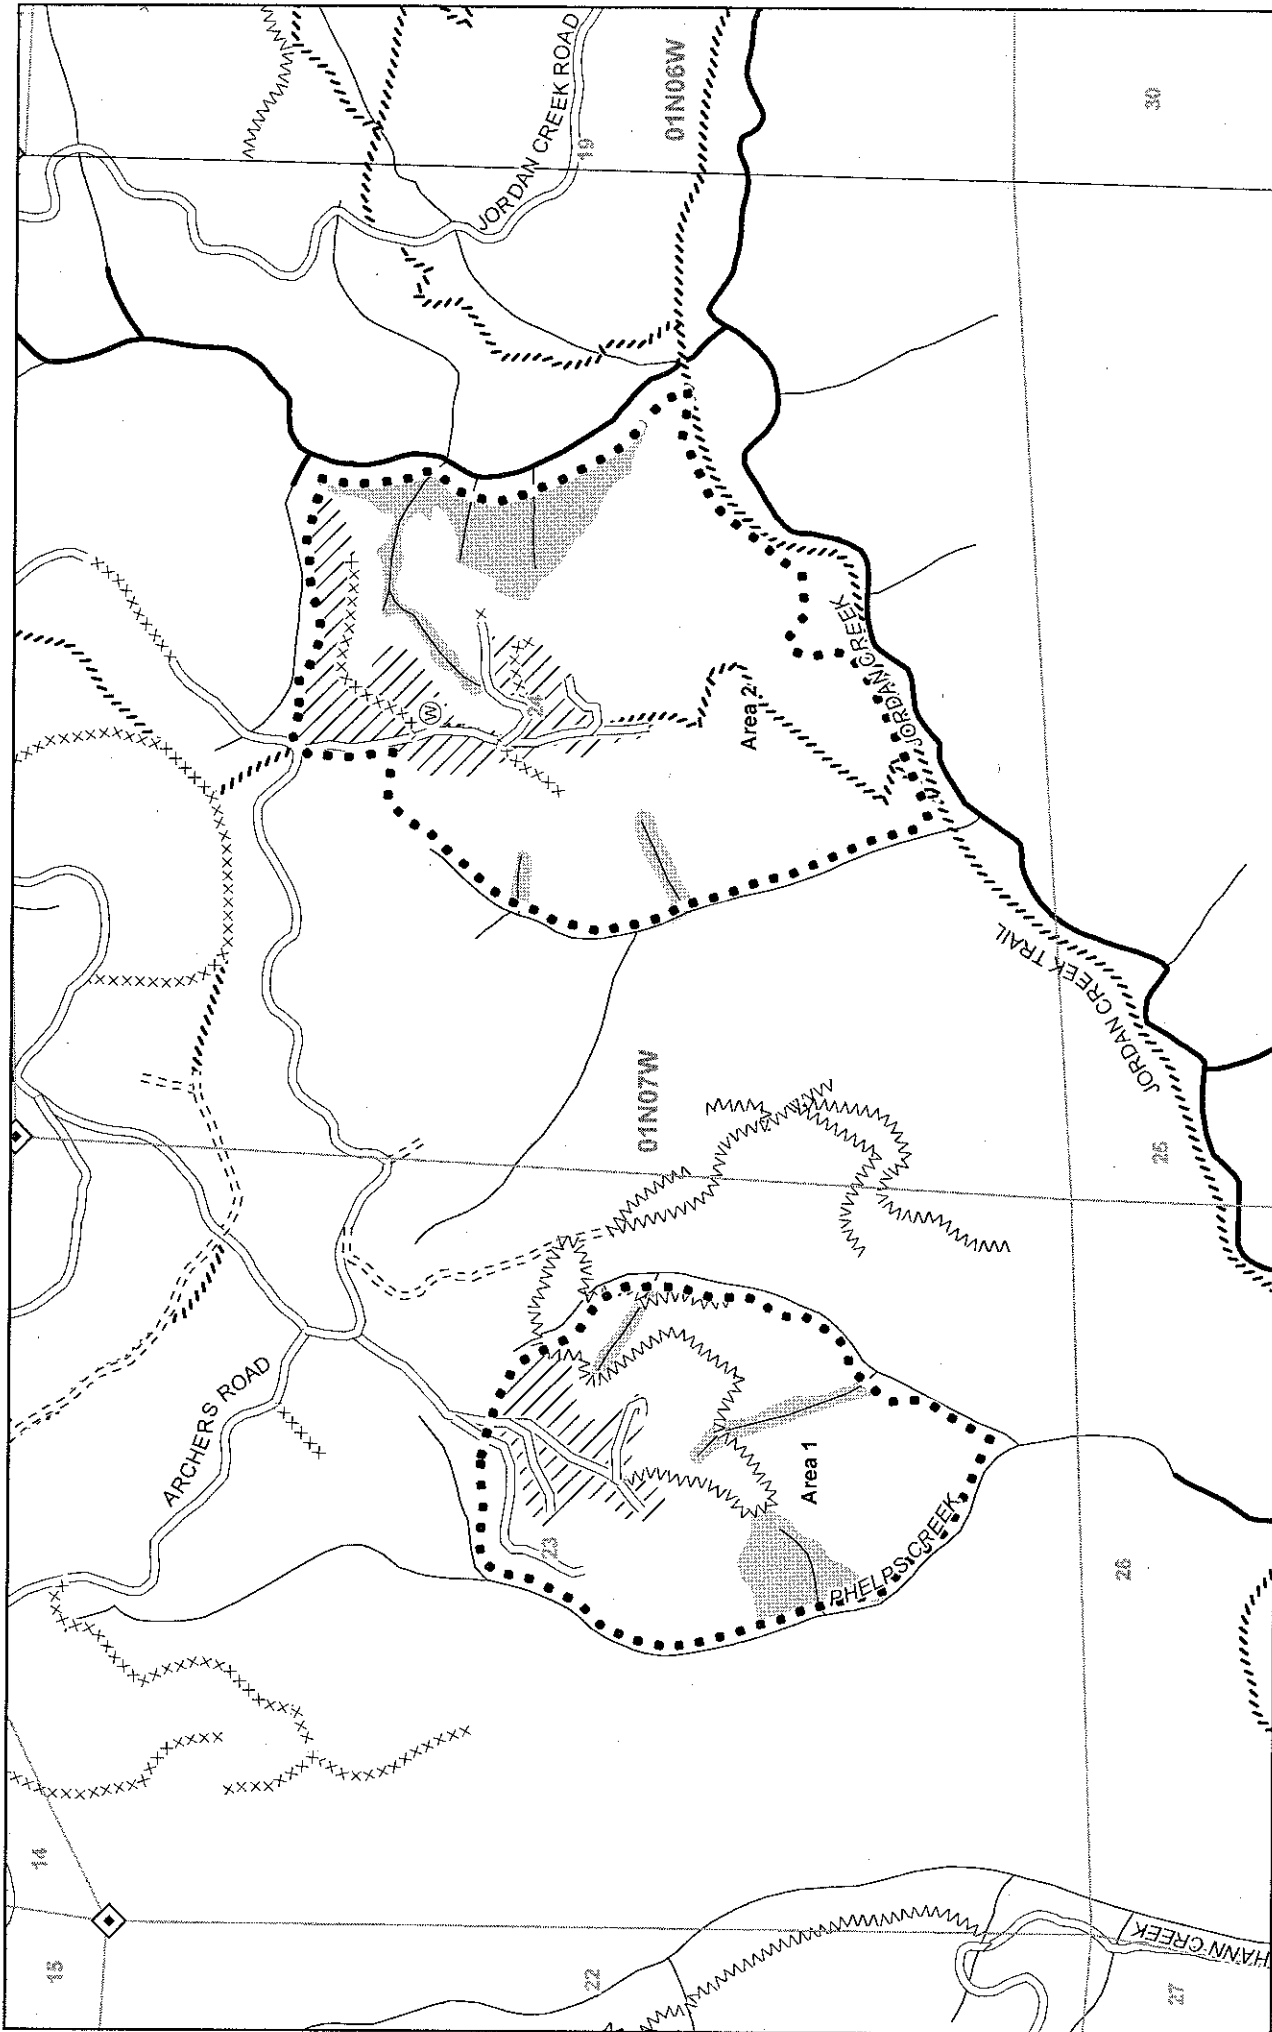 JORDAN CREEK ROAD
19
01N06W
30
W
24
Area 2
JORDAN CREEK
JORDAN CREEK TRAIL
01N07W
25
ARCHERS ROAD
23
Area 1
PHELPS CREEK
26
14
15
22
HANN CREEK
27